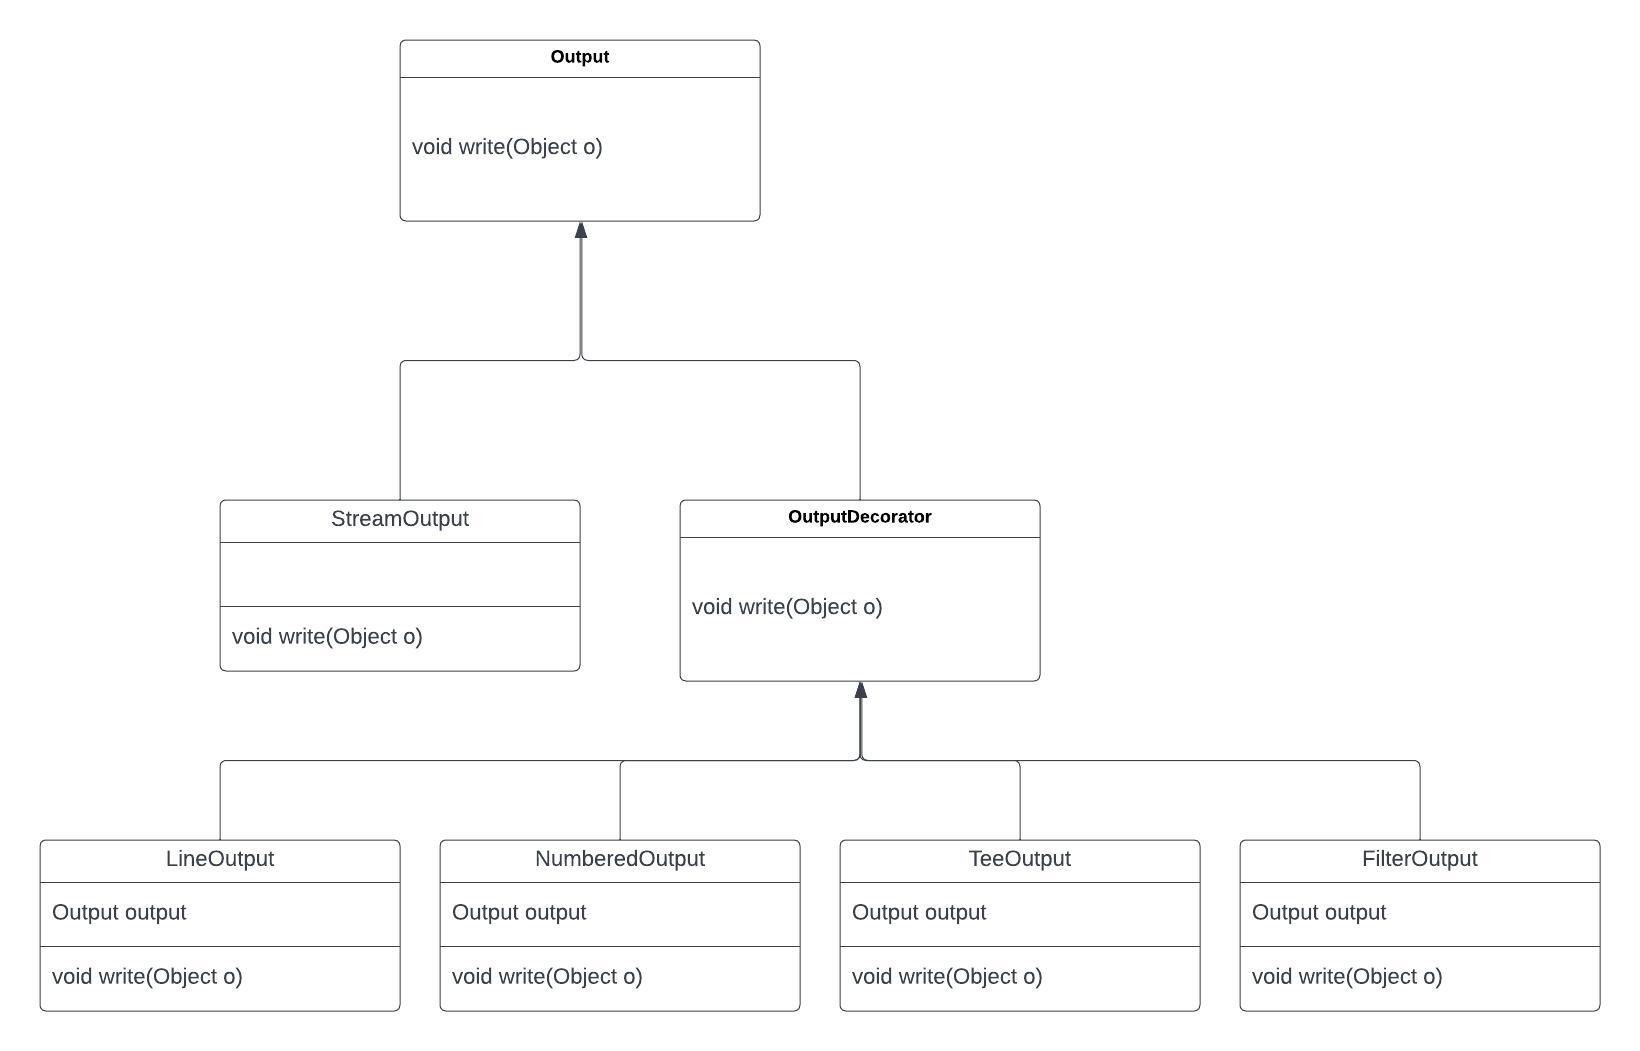 Output
void write(Object o)
StreamOutput
void write(Object o)
OutputDecorator
void write(Object o)
LineOutput
Output output
void write(Object o)
NumberedOutput
Output output
void write(Object o)
TeeOutput
Output output
void write(Object o)
FilterOutput
Output output
void write(Object o)